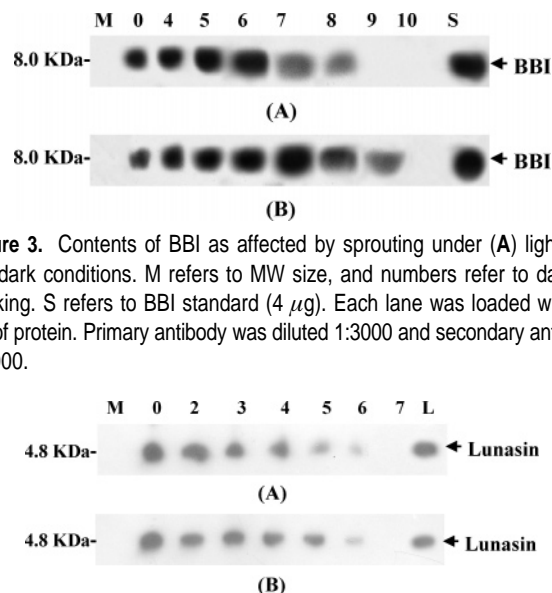 M 0 4 5 6 7 8 9 10 S
8.0 KDa- BBI
(A)
8.0 KDa- BBI
(B)
ure 3. Contents of BBI as affected by sprouting under (A) ligh
dark conditions. M refers to MW size, and numbers refer to da
king. S refers to BBI standard (4 μg). Each lane was loaded w
of protein. Primary antibody was diluted 1:3000 and secondary ant
000.
M 0 2 3 4 5 6 7 L
4.8 KDa- Lunasin
(A)
4.8 KDa- Lunasin
(B)